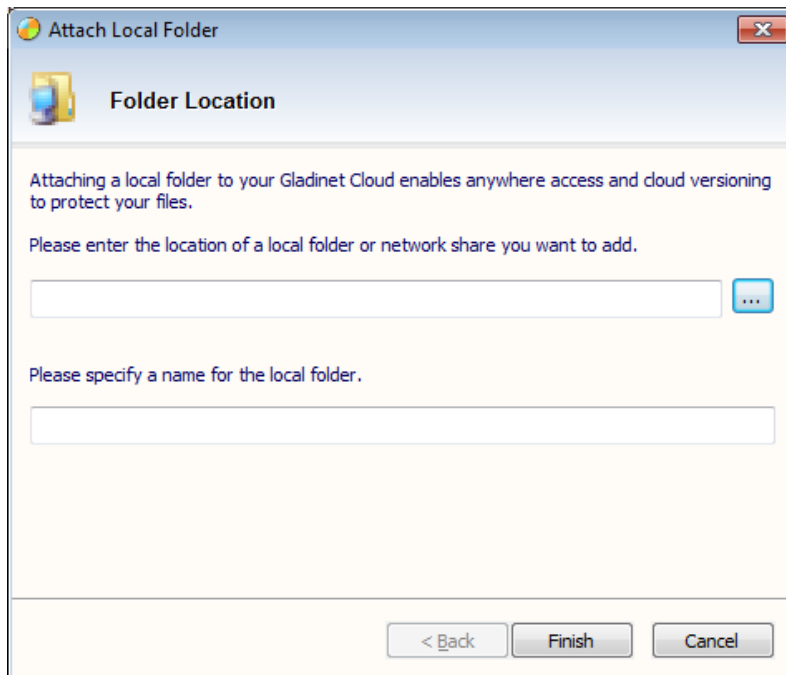 Attach Local Folder
Folder Location
Attaching a local folder to your Gladinet Cloud enables anywhere access and cloud versioning
to protect your files.
Please enter the location of a local folder or network share you want to add.
...
Please specify a name for the local folder.
< Back Finish Cancel